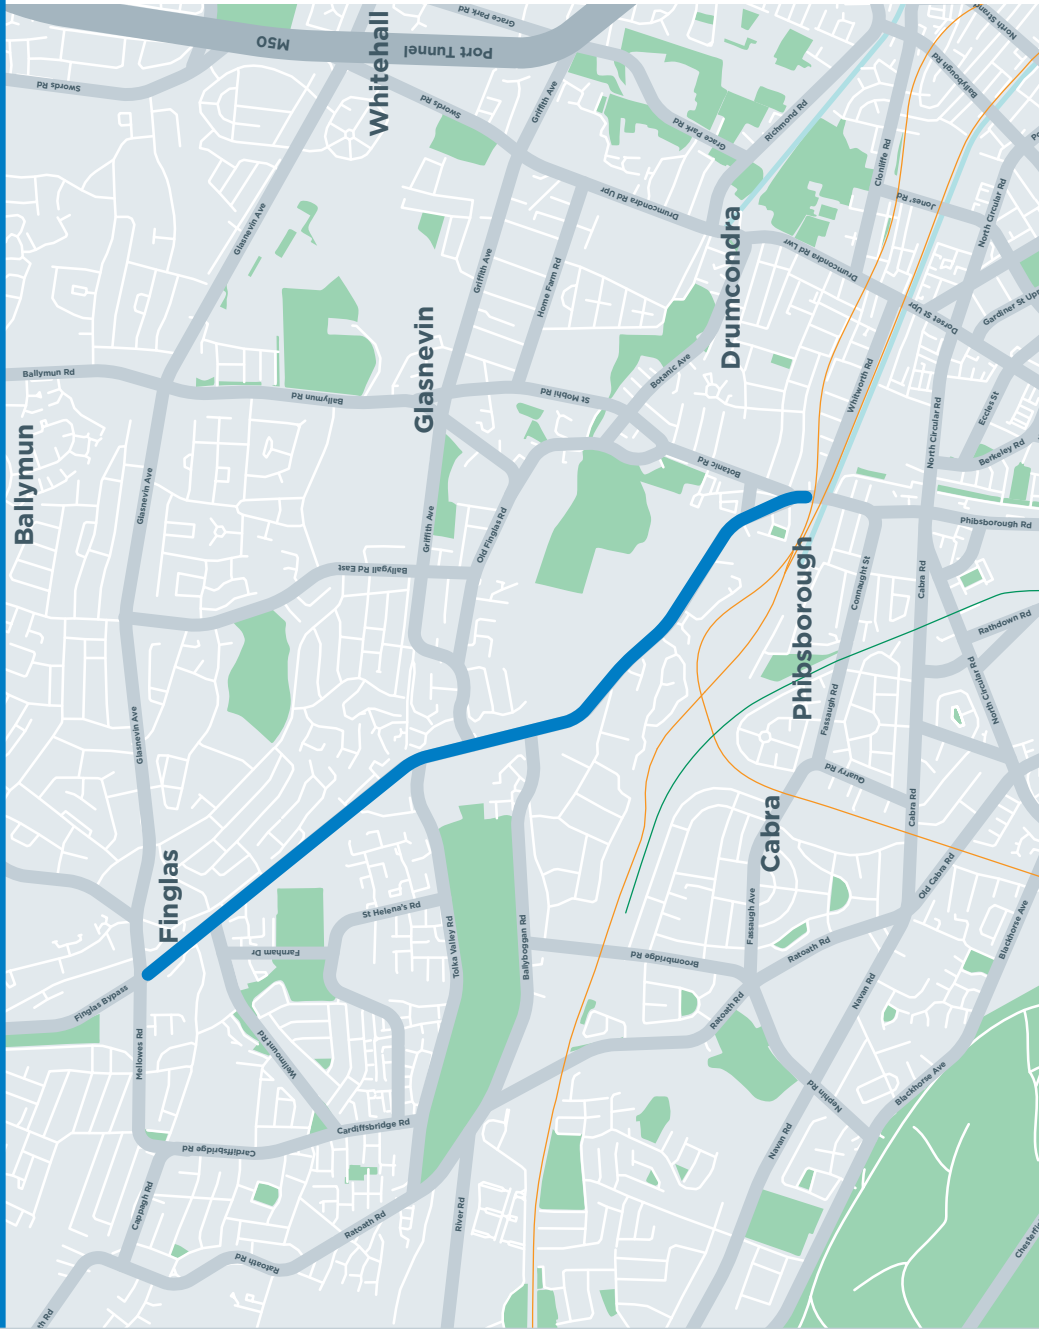 Grace Park Rd
North Strand
M50
Port Tunnel
Whitehall
Swords Rd
Swords Rd
Griffith Ave
Ballybough Rd
Grace Park Rd
Richmond Rd
Clonliffe Rd
Jones' Rd
North Circular Rd
Drumcondra Rd Upr
Glasnevin Ave
Griffith Ave
Home Farm Rd
Drumcondra
Drumcondra Rd Lwr
Dorset St Upr
Gardiner St Upr
Ballymun Rd
Ballymun Rd
Glasnevin
St Mobhi Rd
Botanic Ave
Whitworth Rd
Eccles St
North Circular Rd
Berkeley Rd
Ballymun
Glasnevin Ave
Griffith Ave
Old Finglas Rd
Botanic Rd
Phibsborough Rd
Ballygall Rd East
Phibsborough
Connaught St
Cabra Rd
Rathdown Rd
North Circular Rd
Glasnevin Ave
Fassaugh Rd
Quarry Rd
Cabra Rd
Cabra
Finglas
St Helena's Rd
Old Cabra Rd
Tolka Valley Rd
Ballyboggan Rd
Fassaugh Ave
Blackhorse Ave
Farnham Dr
Broombridge Rd
Ratoath Rd
Finglas Bypass
Navan Rd
Ratoath Rd
Mellowes Rd
Wellmount Rd
Nephin Rd
Blackhorse Ave
Cardiffsbridge Rd
Cardiffsbridge Rd
Navan Rd
Cappagh Rd
Ratoath Rd
River Rd
Ratoath Rd